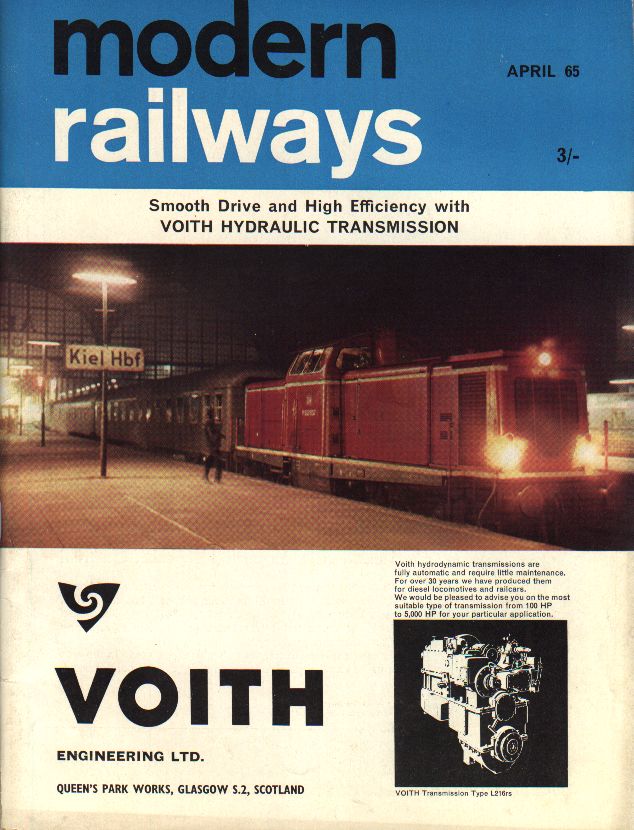 modern
railways
APRIL 65
3/-
Smooth Drive and High Efficiency with
VOITH HYDRAULIC TRANSMISSION
Kiel Hbf
Voith hydrodynamic transmissions are
fully automatic and require little maintenance.
For over 30 years we have produced them
for diesel locomotives and railcars.
We would be pleased to advise you on the most
suitable type of transmission from 100 HP
to 5,000 HP for your particular application.
VOITH
ENGINEERING LTD.
QUEEN'S PARK WORKS, GLASGOW S.2, SCOTLAND
VOITH Transmission Type L216rs